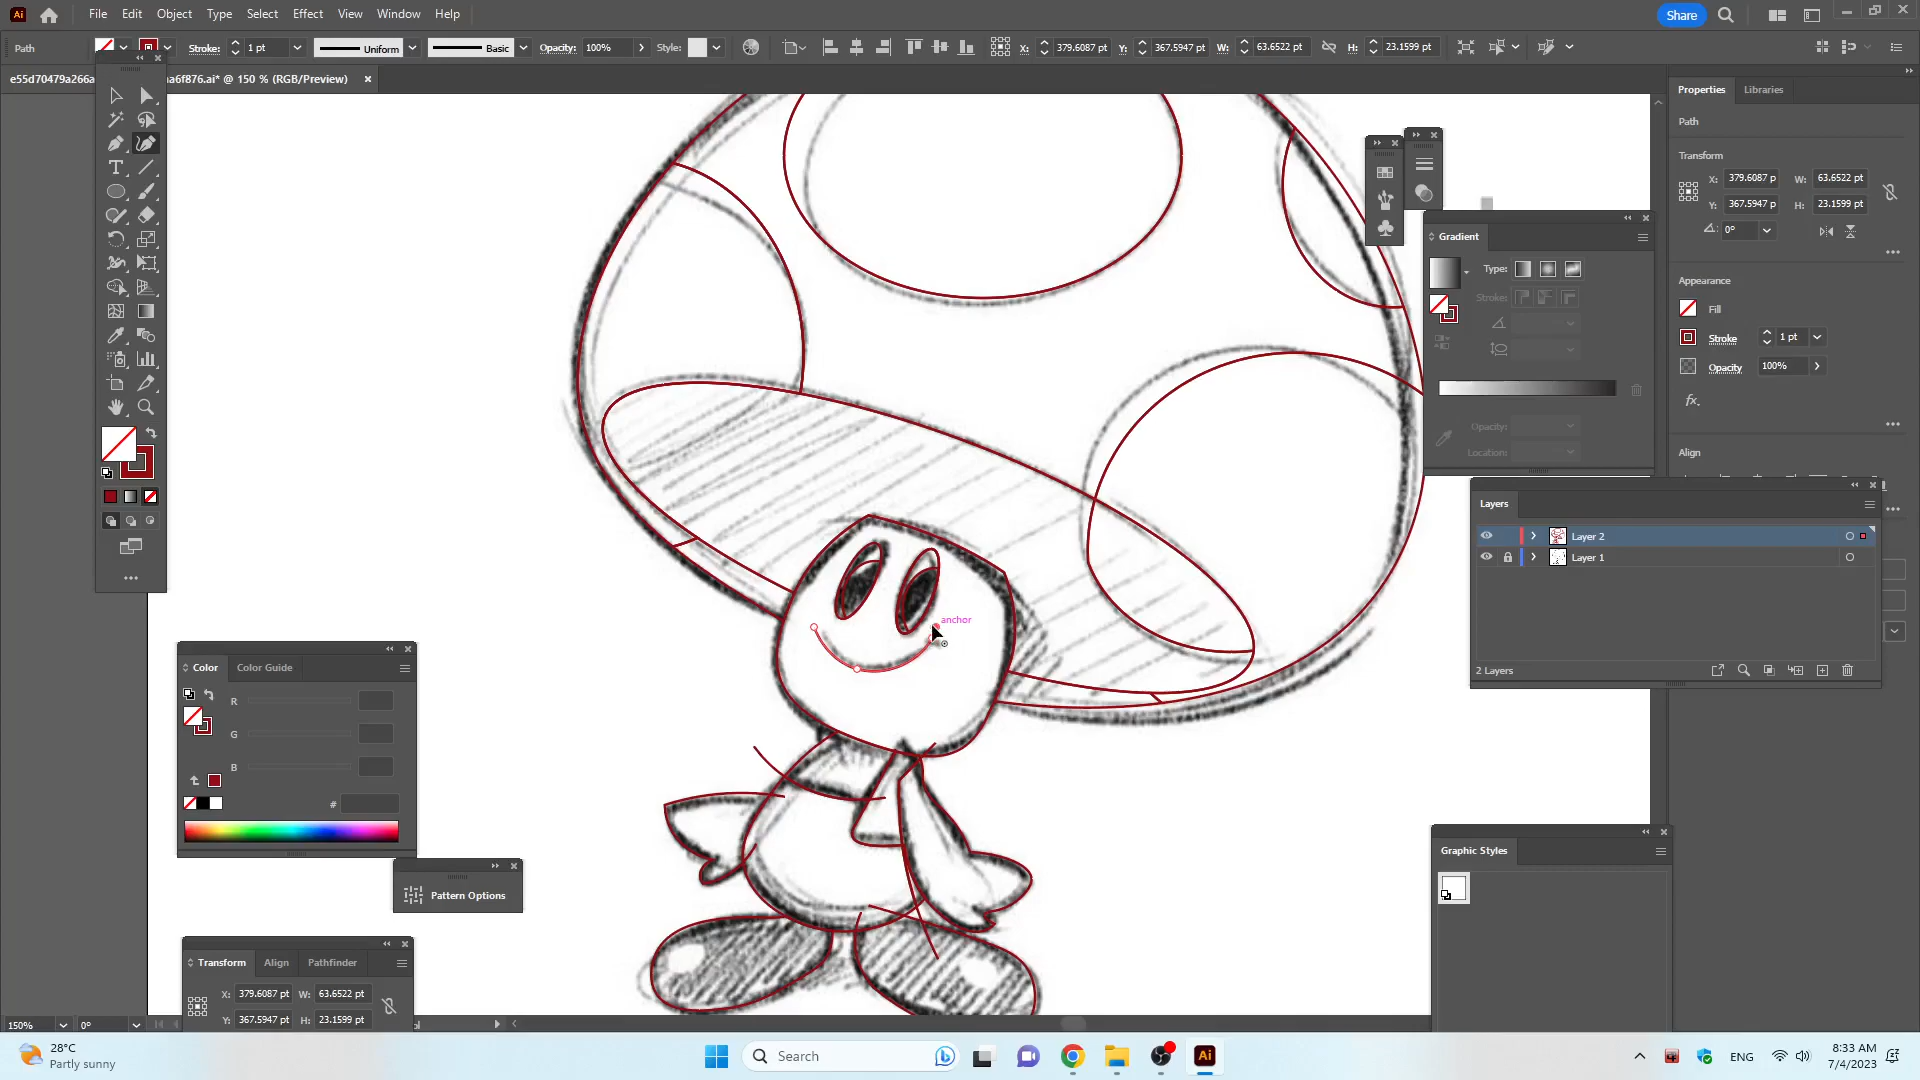 Ai
File Edit Object Type Select Effect View Window Help
Share
Path
Stroke: 1 pt
Uniform
Basic
Opacity: 100%
Style:
X: 379.6087 pt
Y: 367.5947 pt
W: 63.6522 pt
H: 23.1599 pt
e55d70479a266a
a6f876.ai* @ 150 % (RGB/Preview)
Properties Libraries
Path
Transform
X: 379.6087 p
W: 63.6522 pt
Y: 367.5947 p
H: 23.1599 pt
0°
Appearance
Fill
Stroke 1 pt
Opacity 100%
fx.
Align
T
Gradient
Type:
Stroke:
Opacity:
Location:
Layers
Layer 2
Layer 1
2 Layers
anchor
Color Color Guide
R
G
B
#
Pattern Options
Transform Align Pathfinder
X: 379.6087 pt W: 63.6522 pt
Y: 367.5947 pt H: 23.1599 pt
Graphic Styles
150% 0°
28°C
Partly sunny
Search
Ai
ENG
8:33 AM
7/4/2023